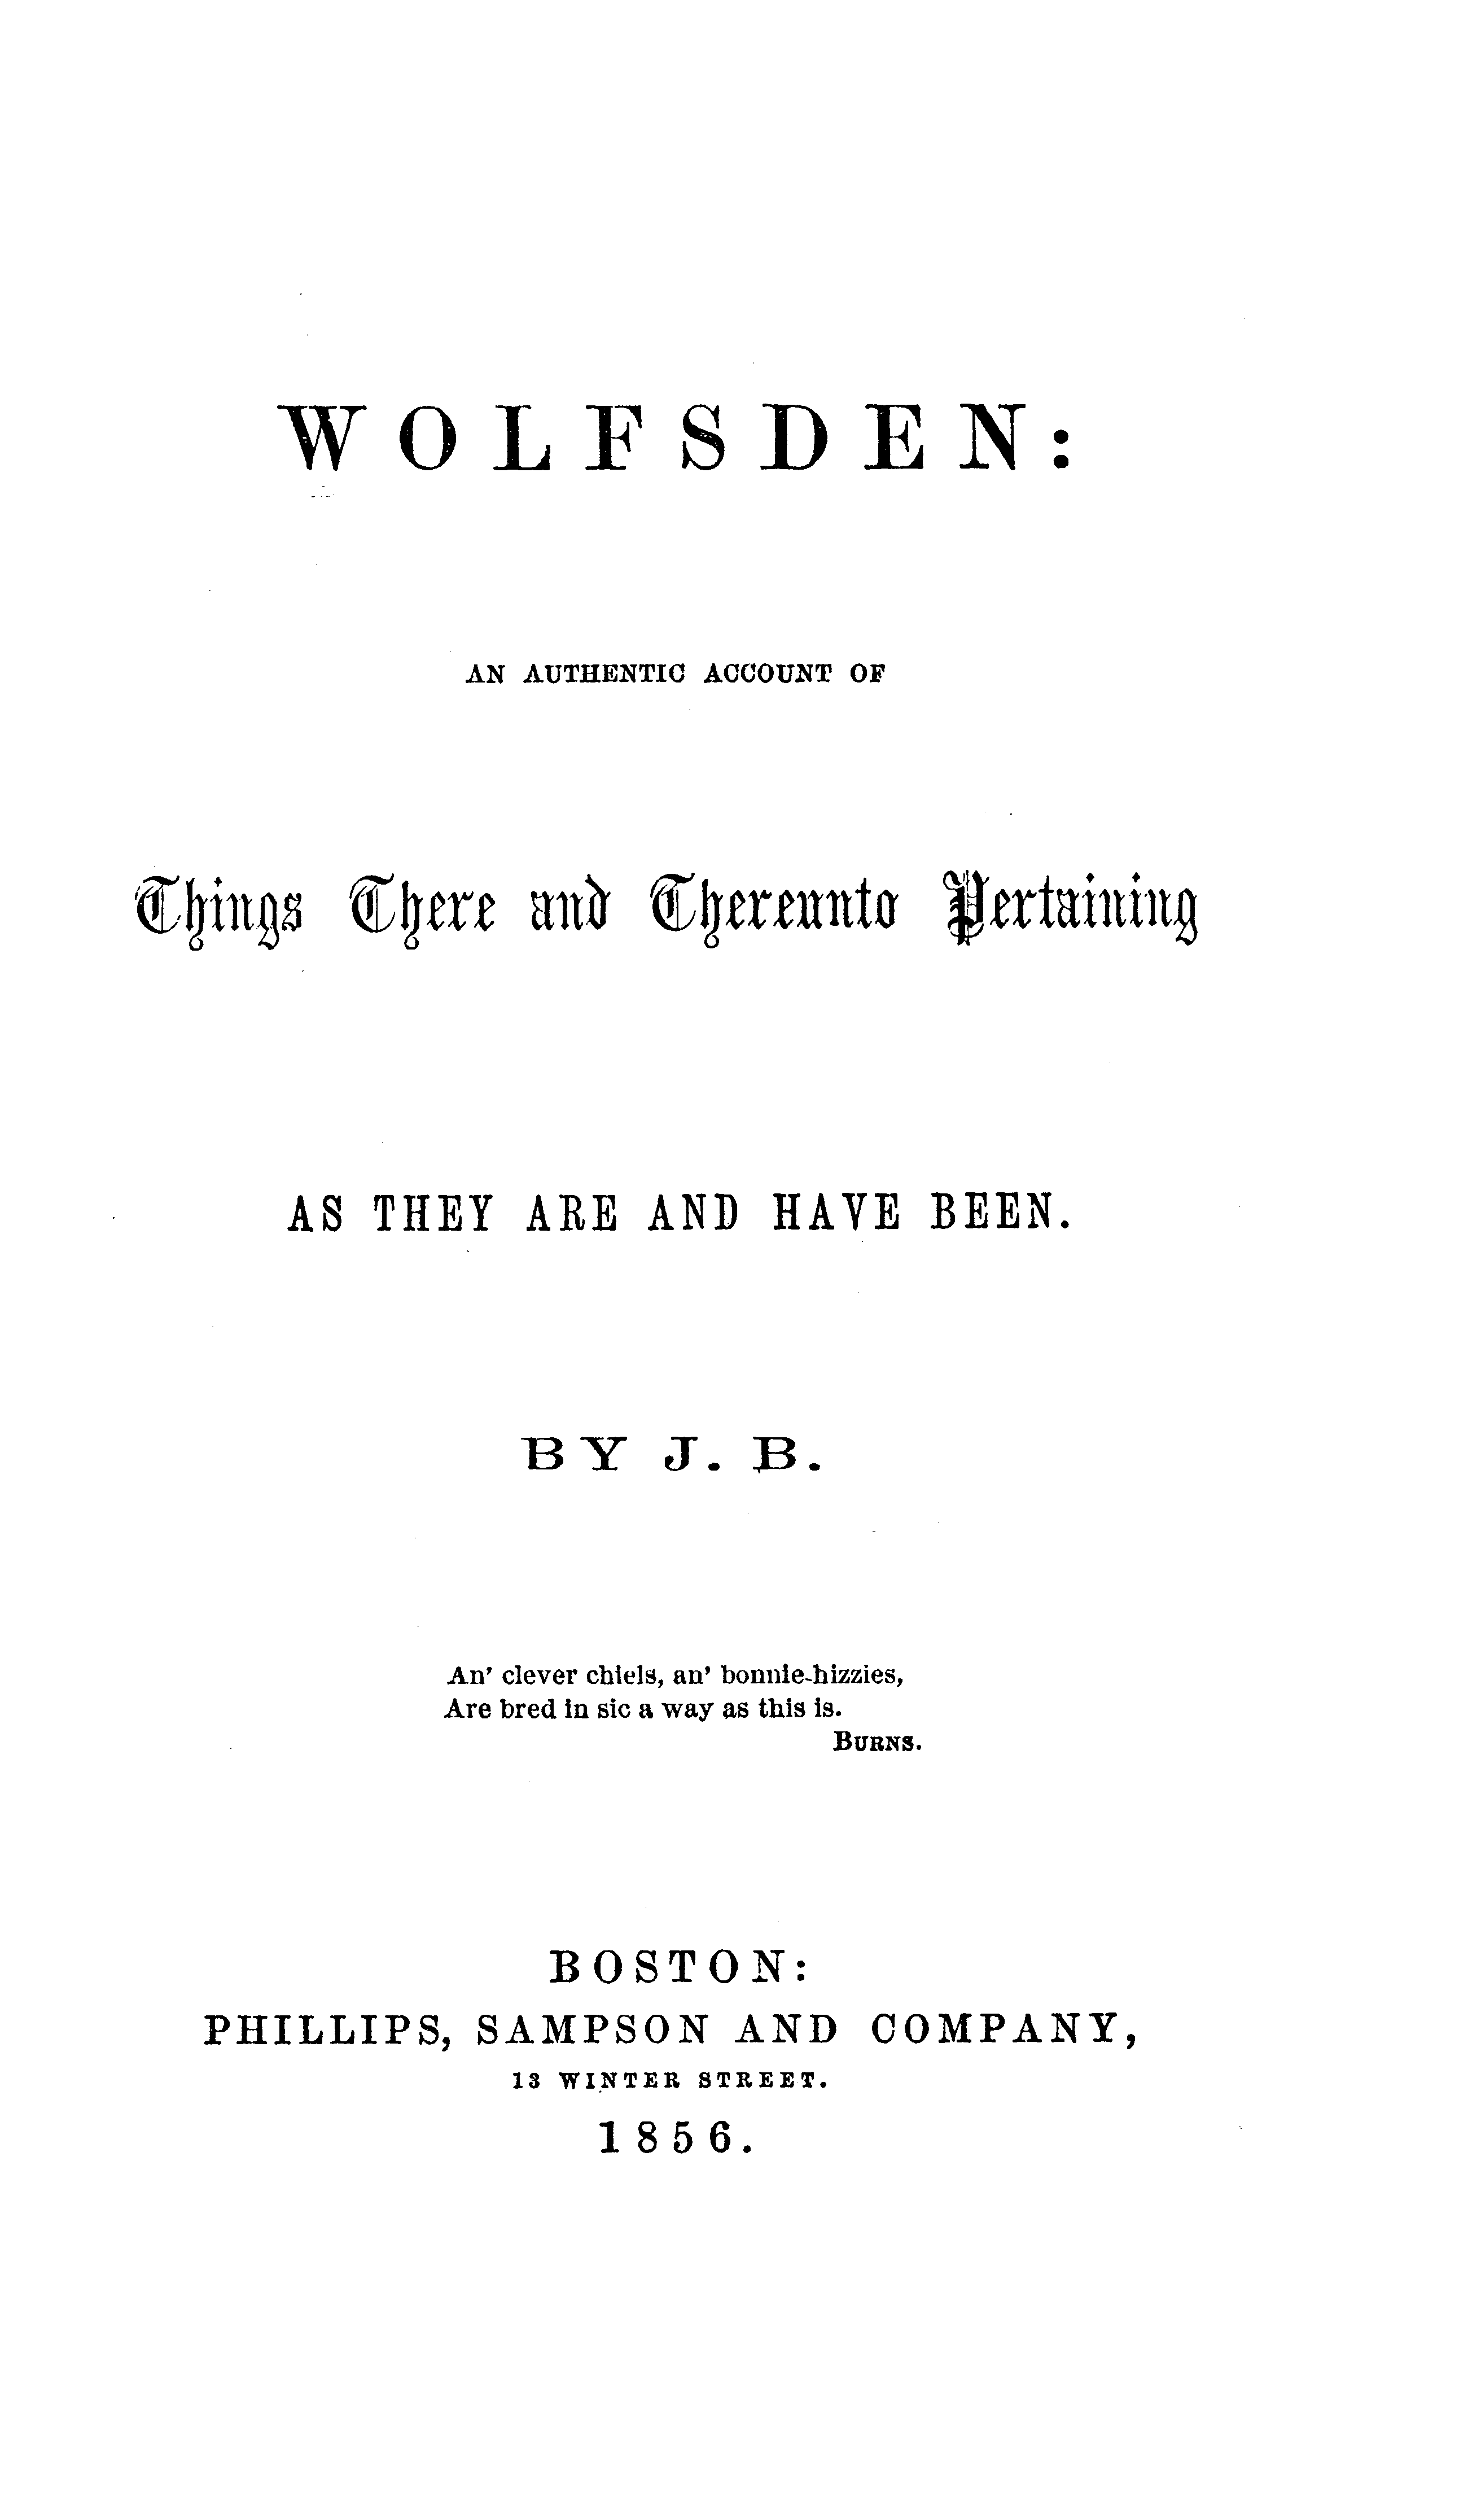 WOLFSDEN:
AN AUTHENTIC ACCOUNT OF
Things There and Thereunto Pertaining
AS THEY ARE AND HAVE BEEN.
BY J. B.
An' clever chiels, an' bonnie-hizzies,
Are bred in sic a way as this is.
BURNS.
BOSTON:
PHILLIPS, SAMPSON AND COMPANY,
13 WINTER STREET.
1856.